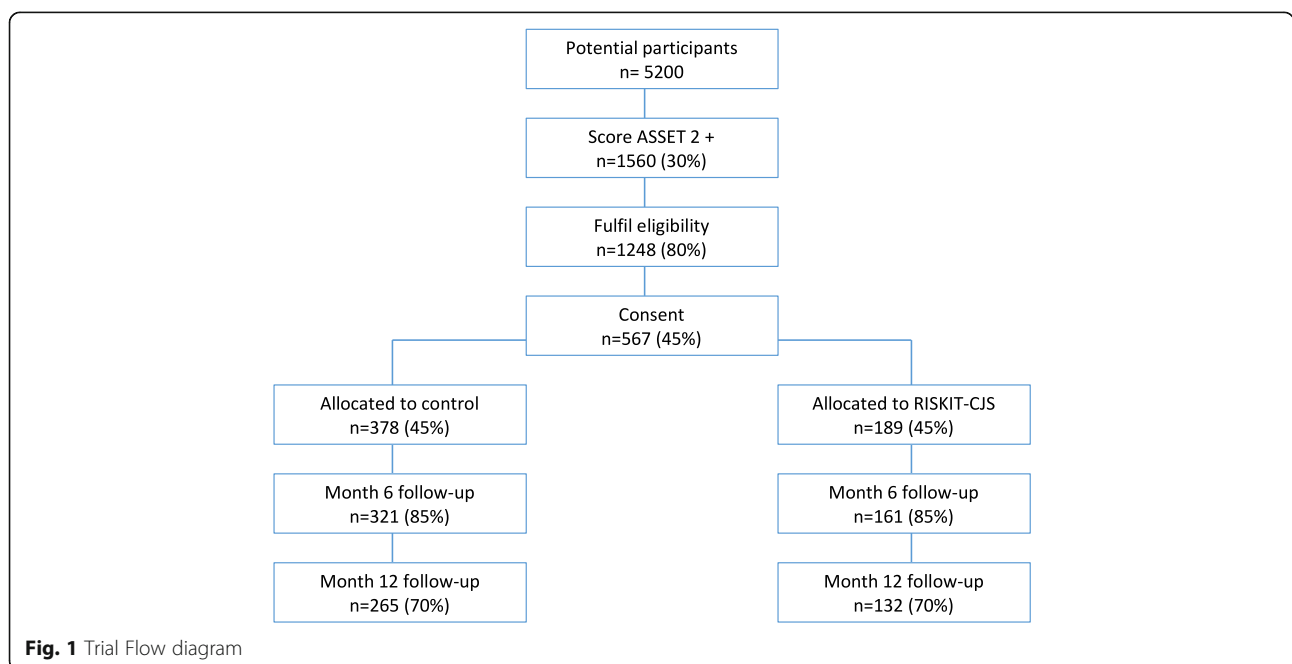 Potential participants
n= 5200
Score ASSET 2 +
n=1560 (30%)
Fulfil eligibility
n=1248 (80%)
Consent
n=567 (45%)
Allocated to control
n=378 (45%)
Allocated to RISKIT-CJS
n=189 (45%)
Month 6 follow-up
n=321 (85%)
Month 6 follow-up
n=161 (85%)
Month 12 follow-up
n=265 (70%)
Month 12 follow-up
n=132 (70%)
Fig. 1 Trial Flow diagram